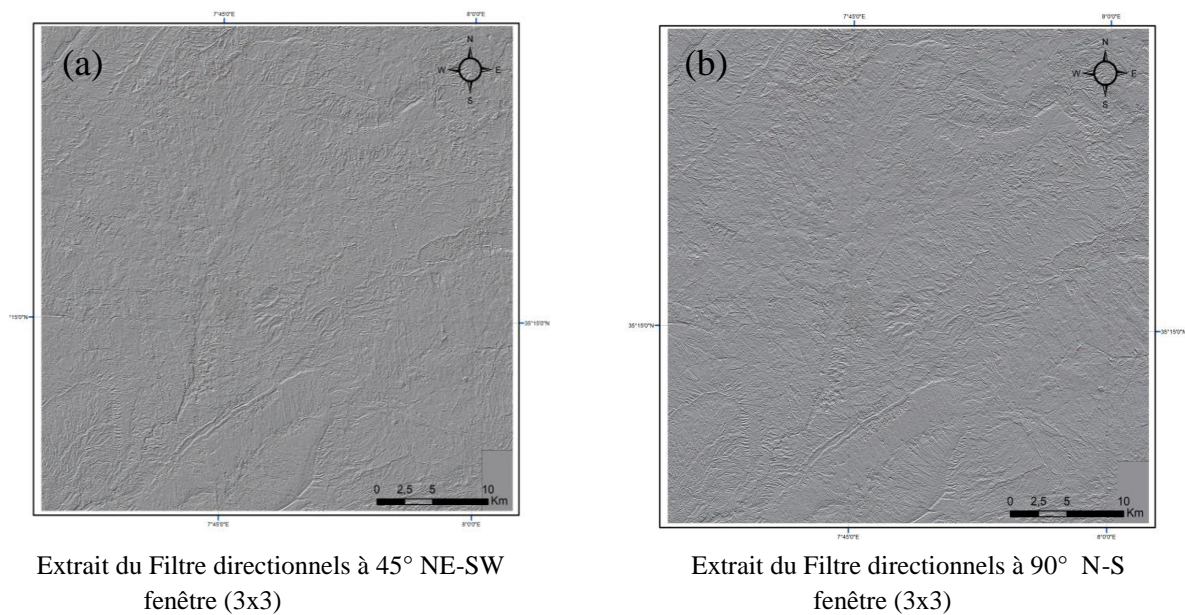 7°45'0"E
8°0'0"E
(a)
N
W E
S
°15'0"N
35°15'0"N
0 2,5 5 10
Km
7°45'0"E
8°0'0"E
Extrait du Filtre directionnels à 45° NE-SW
fenêtre (3x3)
7°45'0"E
8°0'0"E
(b)
N
W E
S
35°15'0"N
35°15'0"N
0 2,5 5 10
Km
7°45'0"E
8°0'0"E
Extrait du Filtre directionnels à 90° N-S
fenêtre (3x3)